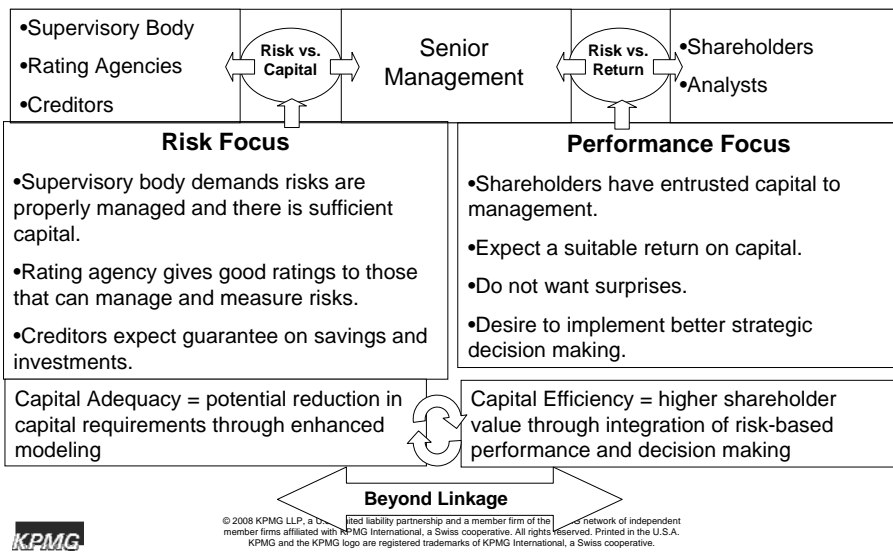 •Supervisory Body
•Rating Agencies
•Creditors
Risk vs.
Capital
Senior
Management
Risk vs.
Return
•Shareholders
•Analysts
Risk Focus
•Supervisory body demands risks are
properly managed and there is sufficient
capital.
•Rating agency gives good ratings to those
that can manage and measure risks.
•Creditors expect guarantee on savings and
investments.
Performance Focus
•Shareholders have entrusted capital to
management.
•Expect a suitable return on capital.
•Do not want surprises.
•Desire to implement better strategic
decision making.
Capital Adequacy = potential reduction in
capital requirements through enhanced
modeling
Capital Efficiency = higher shareholder
value through integration of risk-based
performance and decision making
Beyond Linkage
KPMG
© 2008 KPMG LLP, a liability partnership and a member firm of the network of independent
member firms affiliated with KPMG International, a Swiss cooperative. All rights reserved. Printed in the U.S.A.
KPMG and the KPMG logo are registered trademarks of KPMG International, a Swiss cooperative.